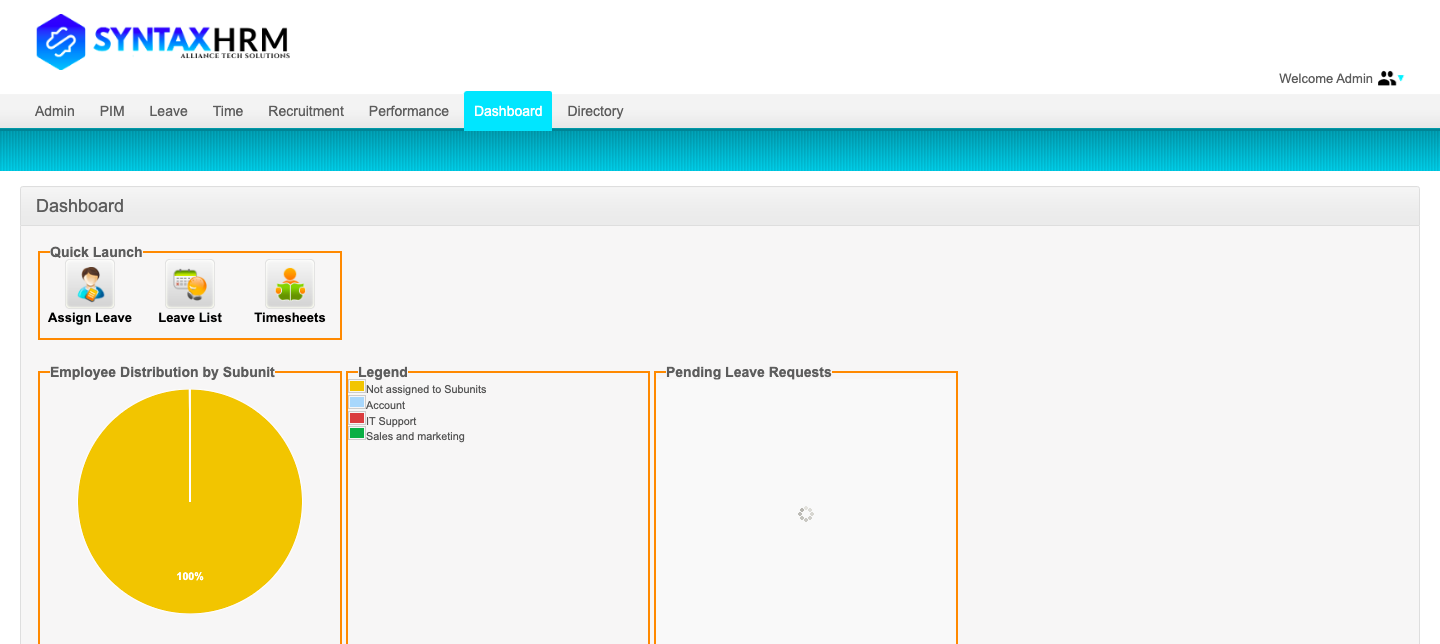 SYNTAXHRM
ALLIANCE TECH SOLUTIONS
Welcome Admin
Admin PIM Leave Time Recruitment Performance Dashboard Directory
Dashboard
Quick Launch
Assign Leave Leave List Timesheets
Employee Distribution by Subunit
100%
Legend
Not assigned to Subunits
Account
IT Support
Sales and marketing
Pending Leave Requests